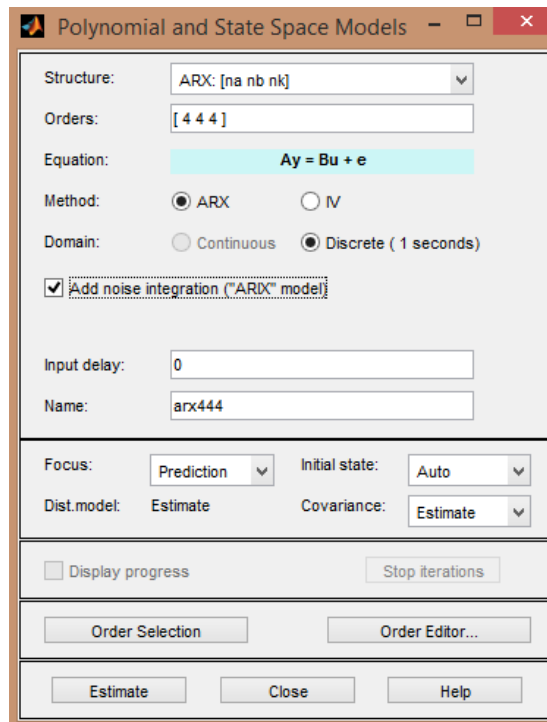 Polynomial and State Space Models
Structure: ARX: [na nb nk]
Orders: [ 4 4 4 ]
Equation: Ay = Bu + e
Method: ARX IV
Domain: Continuous Discrete ( 1 seconds)
Add noise integration ("ARIX" model)
Input delay: 0
Name: arx444
Focus: Prediction Initial state: Auto
Dist.model: Estimate Covariance: Estimate
Display progress Stop iterations
Order Selection Order Editor...
Estimate Close Help